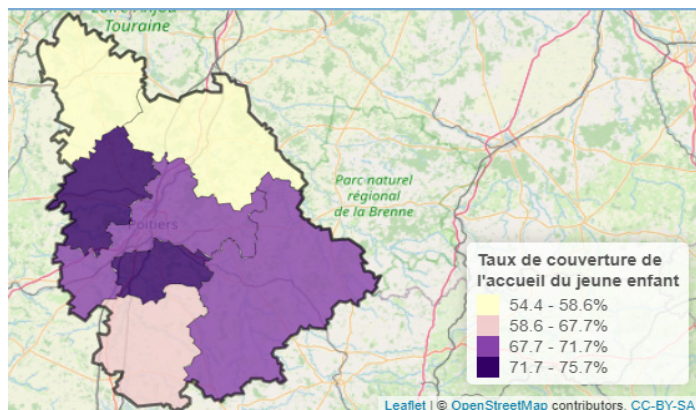 Loire-Anjou
Touraine
Parc naturel
régional
de la Brenne
Poitiers
Taux de couverture de
l'accueil du jeune enfant
54.4 - 58.6%
58.6 - 67.7%
67.7 - 71.7%
71.7 - 75.7%
Leaflet | © OpenStreetMap contributors, CC-BY-SA